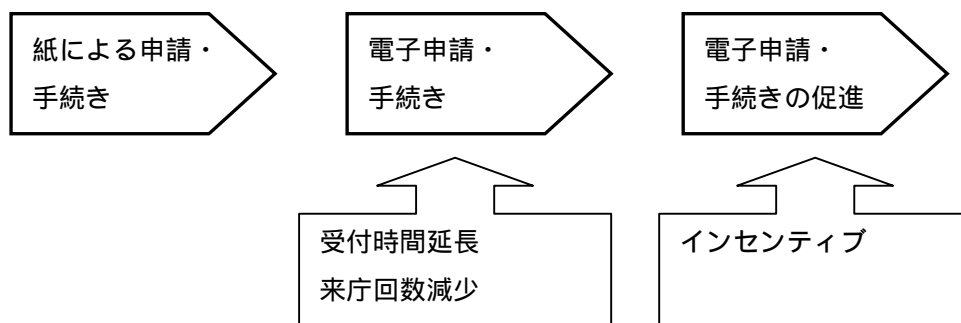 紙による申請・
手続き
電子申請・
手続き
電子申請・
手続きの促進
受付時間延長
来庁回数減少
インセンティブ